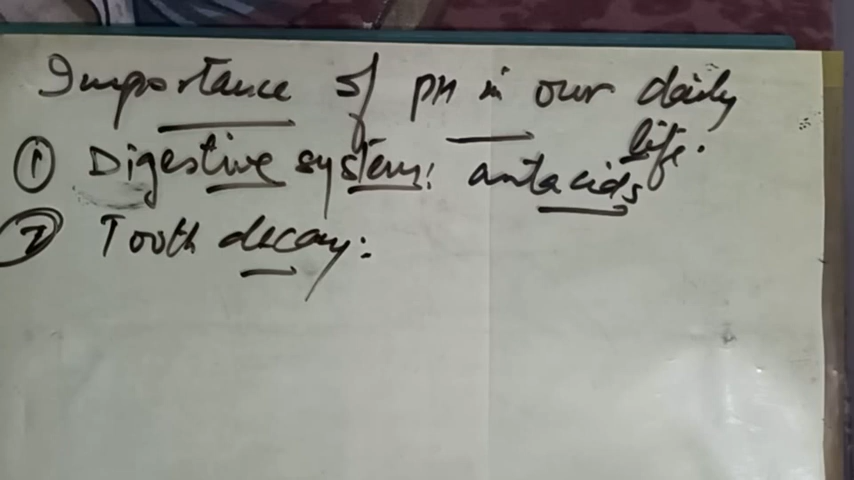 Importance of pH in our daily life.
① Digestive system: antacids
② Tooth decay: